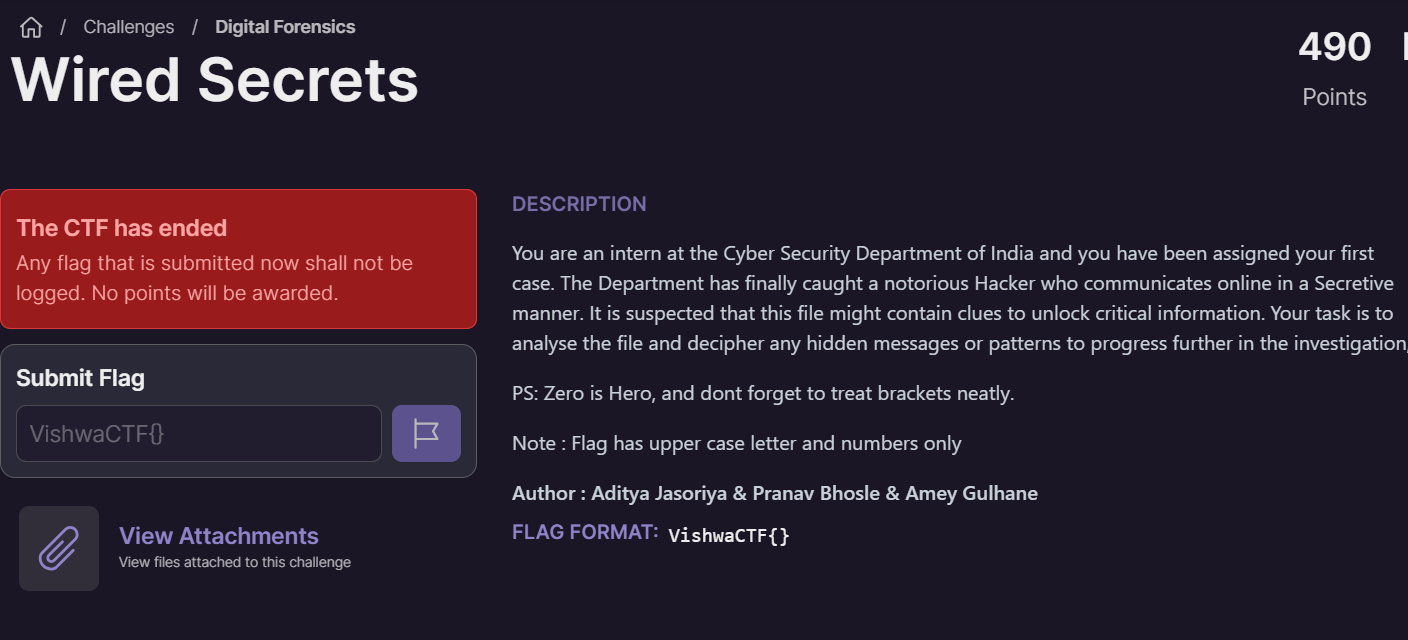 / Challenges / Digital Forensics
Wired Secrets
490
Points
The CTF has ended
Any flag that is submitted now shall not be
logged. No points will be awarded.
Submit Flag
VishwaCTF{}
View Attachments
View files attached to this challenge
DESCRIPTION
You are an intern at the Cyber Security Department of India and you have been assigned your first
case. The Department has finally caught a notorious Hacker who communicates online in a Secretive
manner. It is suspected that this file might contain clues to unlock critical information. Your task is to
analyse the file and decipher any hidden messages or patterns to progress further in the investigation,
PS: Zero is Hero, and dont forget to treat brackets neatly.
Note : Flag has upper case letter and numbers only
Author : Aditya Jasoriya & Pranav Bhosle & Amey Gulhane
FLAG FORMAT: VishwaCTF{}